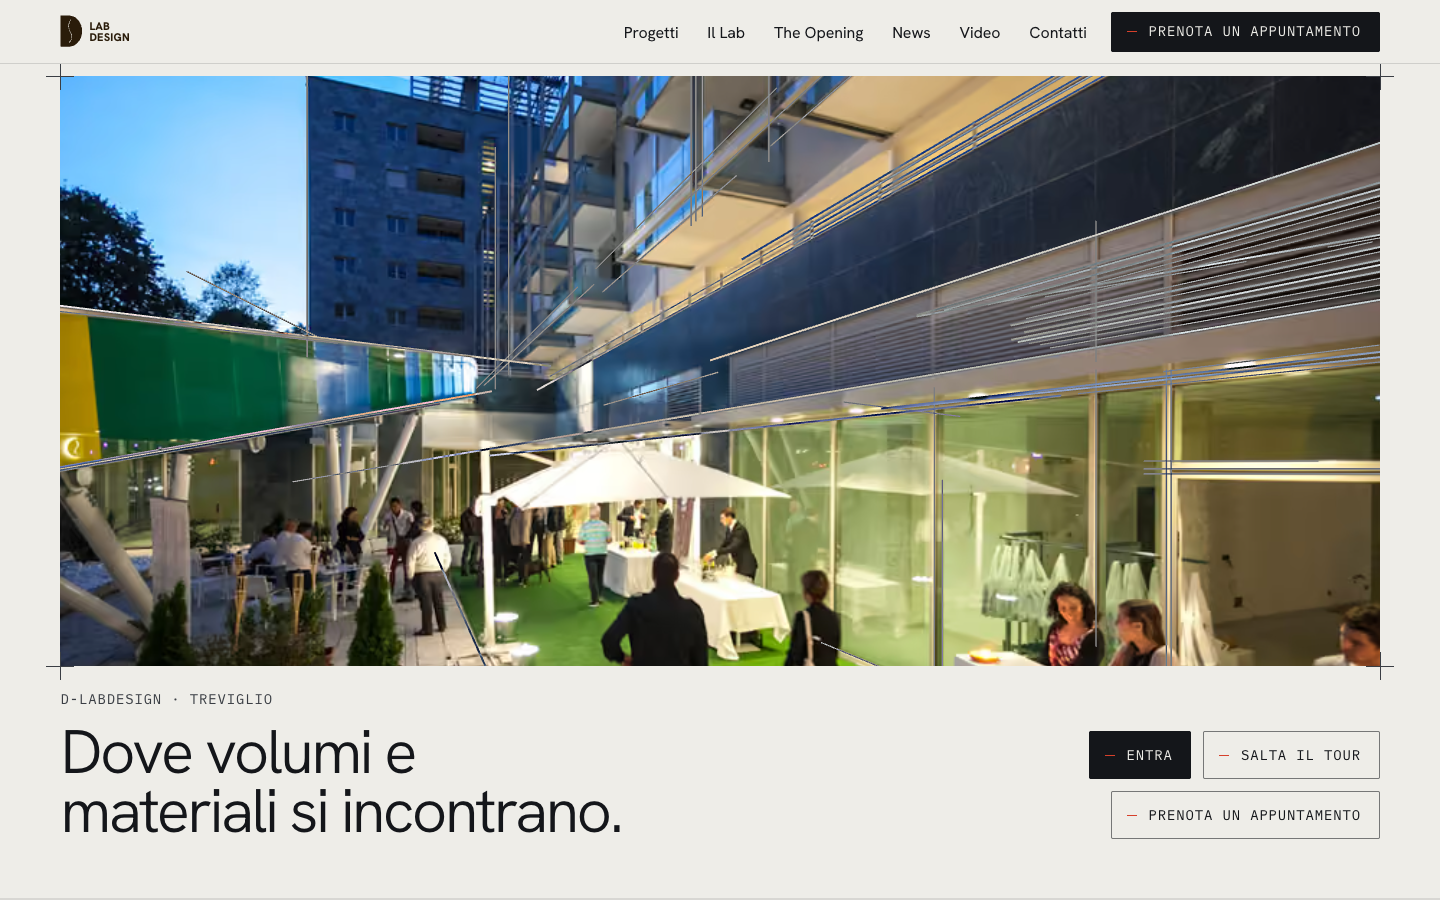 LAB
DESIGN
Progetti
Il Lab
The Opening
News
Video
Contatti
— PRENOTA UN APPUNTAMENTO
D-LABDESIGN · TREVIGLIO
Dove volumi e
materiali si incontrano.
— ENTRA
— SALTA IL TOUR
— PRENOTA UN APPUNTAMENTO